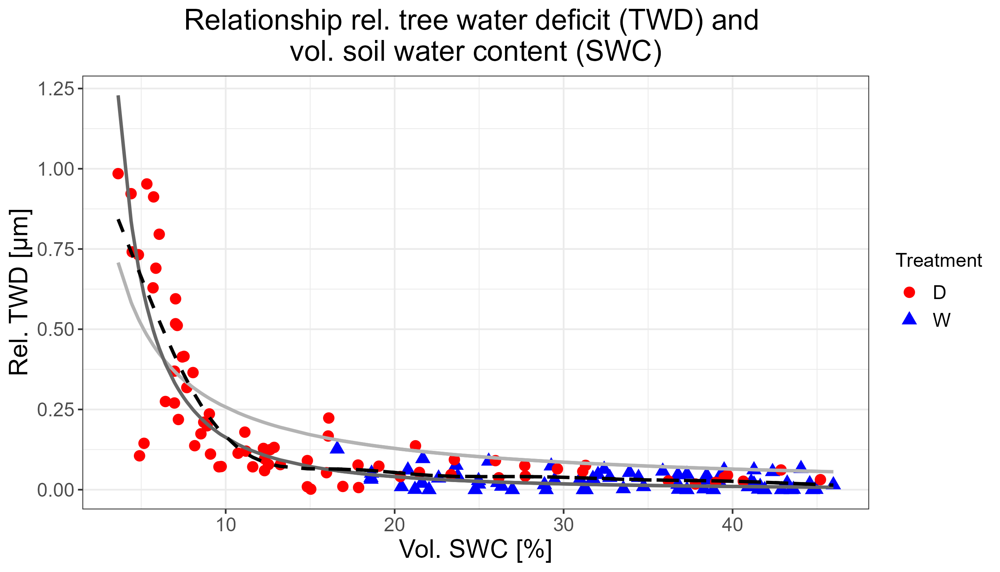 Relationship rel. tree water deficit (TWD) and
vol. soil water content (SWC)
Rel. TWD [µm]
1.25
1.00
0.75
0.50
0.25
0.00
10
20
30
40
Vol. SWC [%]
Treatment
D
W